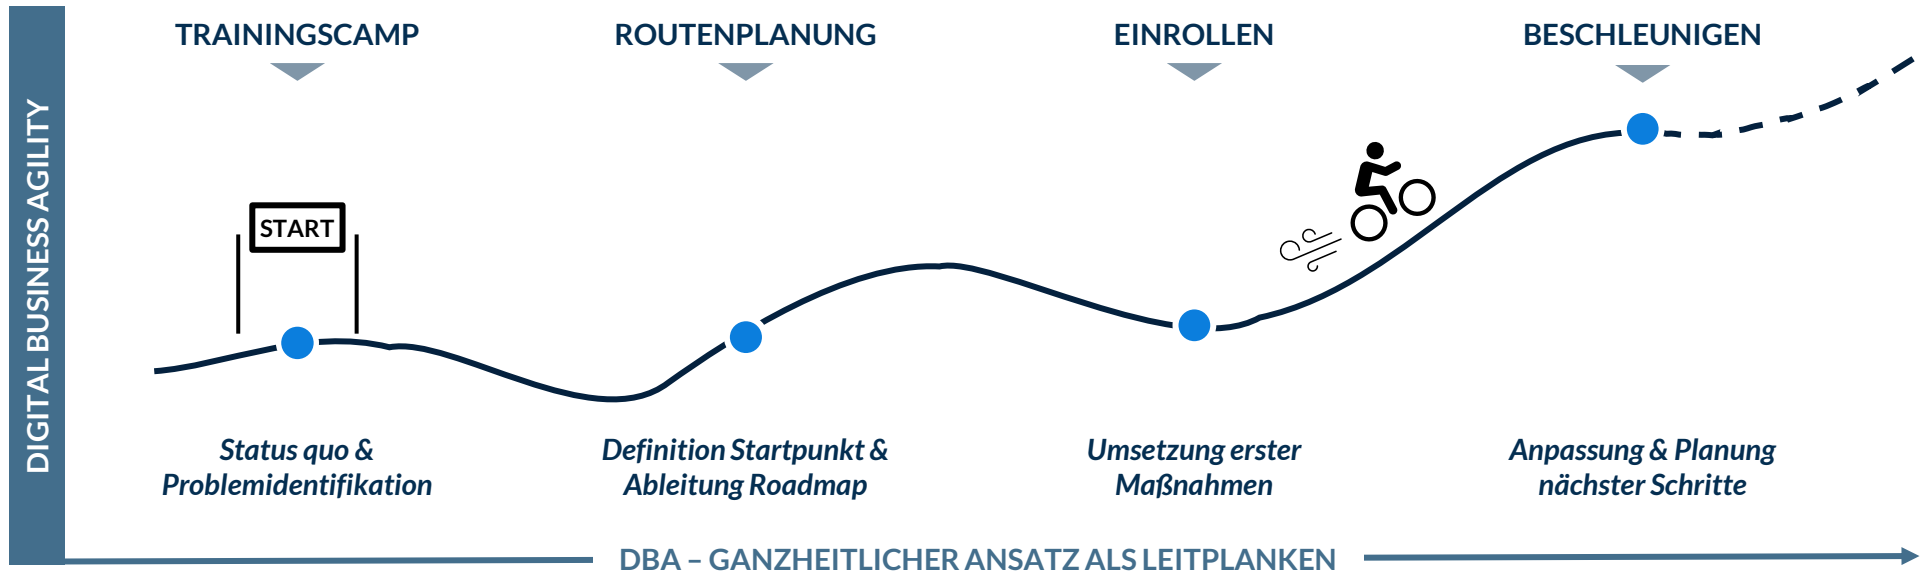 DIGITAL BUSINESS AGILITY
TRAININGSCAMP
ROUTENPLANUNG
EINROLLEN
BESCHLEUNIGEN
START
Status quo &
Problemidentifikation
Definition Startpunkt &
Ableitung Roadmap
Umsetzung erster
Maßnahmen
Anpassung & Planung
nächster Schritte
DBA – GANZHEITLICHER ANSATZ ALS LEITPLANKEN